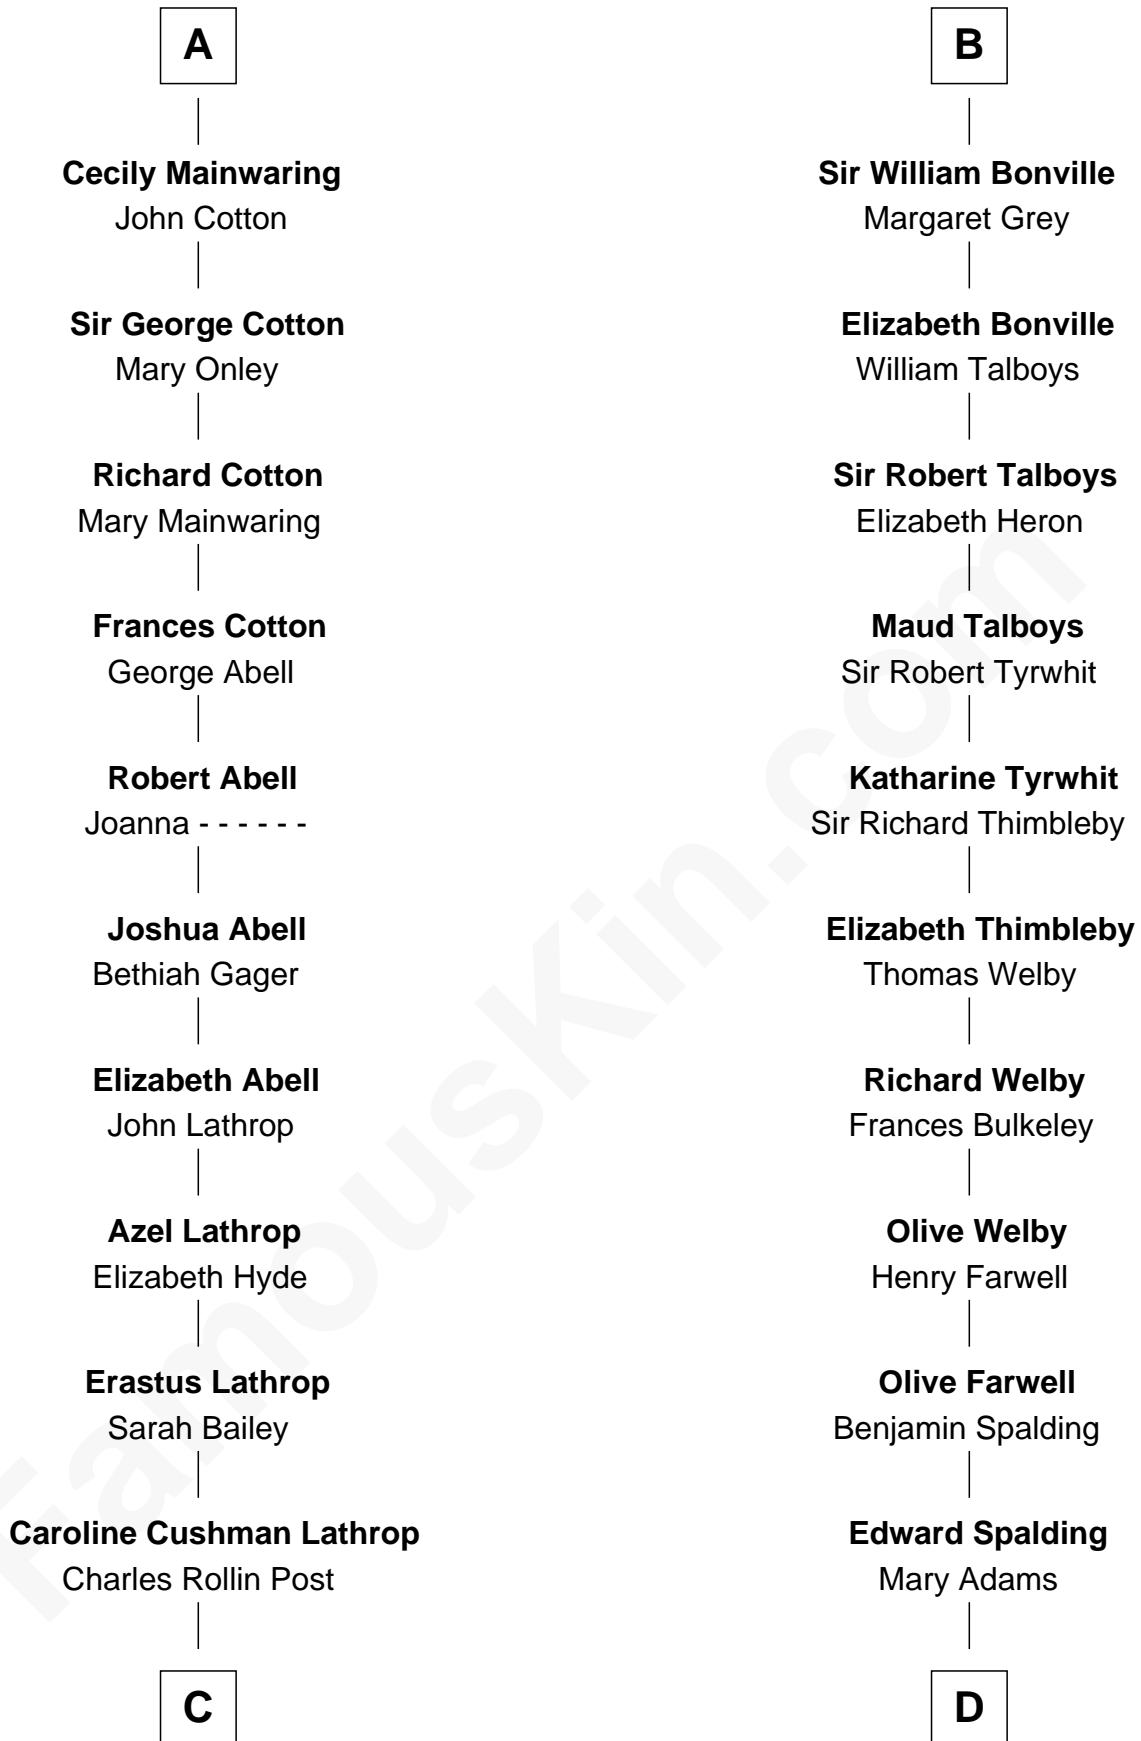 A
Cecily Mainwaring
John Cotton
Sir George Cotton
Mary Onley
Richard Cotton
Mary Mainwaring
Frances Cotton
George Abell
Robert Abell
Joanna - - - - - -
Joshua Abell
Bethiah Gager
Elizabeth Abell
John Lathrop
Azel Lathrop
Elizabeth Hyde
Erastus Lathrop
Sarah Bailey
Caroline Cushman Lathrop
Charles Rollin Post
C
B
Sir William Bonville
Margaret Grey
Elizabeth Bonville
William Talboys
Sir Robert Talboys
Elizabeth Heron
Maud Talboys
Sir Robert Tyrwhit
Katharine Tyrwhit
Sir Richard Thimbleby
Elizabeth Thimbleby
Thomas Welby
Richard Welby
Frances Bulkeley
Olive Welby
Henry Farwell
Olive Farwell
Benjamin Spalding
Edward Spalding
Mary Adams
D
FamousKin.com